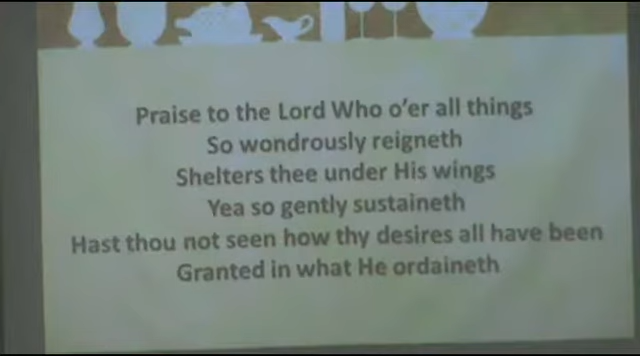 Praise to the Lord Who o'er all things
So wondrously reigneth
Shelters thee under His wings
Yea so gently sustaineth
Hast thou not seen how thy desires all have been
Granted in what He ordaineth